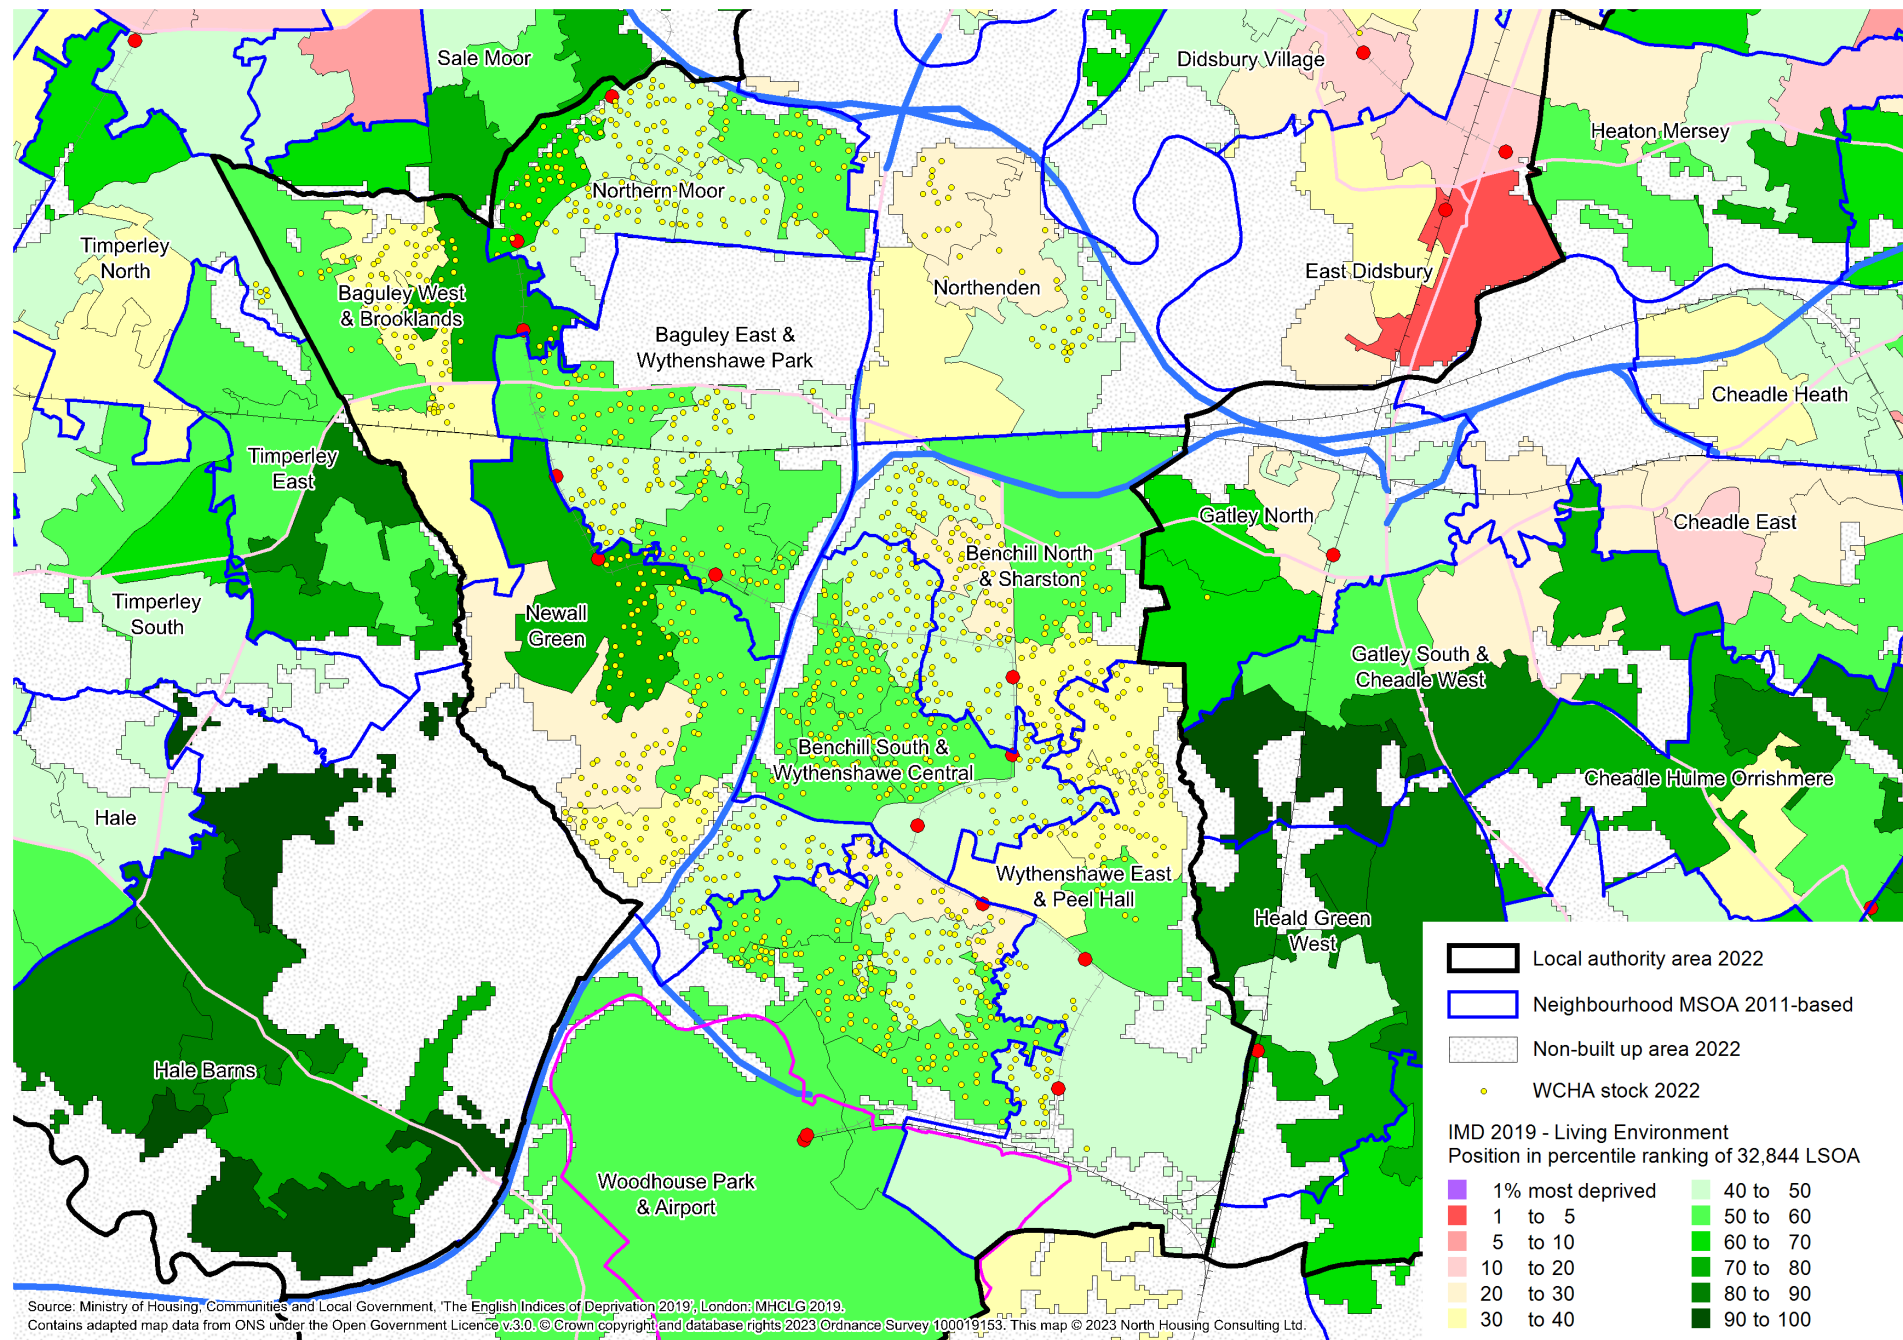 Sale Moor
Didsbury Village
Heaton Mersey
Northern Moor
Timperley
North
Baguley West
& Brooklands
Northenden
East Didsbury
Baguley East &
Wythenshawe Park
Cheadle Heath
Timperley
East
Gatley North
Cheadle East
Benchill North
& Sharston
Timperley
South
Newall
Green
Gatley South &
Cheadle West
Benchill South &
Wythenshawe Central
Cheadle Hulme Orrishmere
Hale
Wythenshawe East
& Peel Hall
Heald Green
West
Hale Barns
Woodhouse Park
& Airport
Local authority area 2022
Neighbourhood MSOA 2011-based
Non-built up area 2022
WCHA stock 2022
IMD 2019 - Living Environment
Position in percentile ranking of 32,844 LSOA
1% most deprived
1 to 5
5 to 10
10 to 20
20 to 30
30 to 40
40 to 50
50 to 60
60 to 70
70 to 80
80 to 90
90 to 100
Source: Ministry of Housing, Communities and Local Government, 'The English Indices of Deprivation 2019', London: MHCLG 2019.
Contains adapted map data from ONS under the Open Government Licence v.3.0. © Crown copyright and database rights 2023 Ordnance Survey 100019153. This map © 2023 North Housing Consulting Ltd.